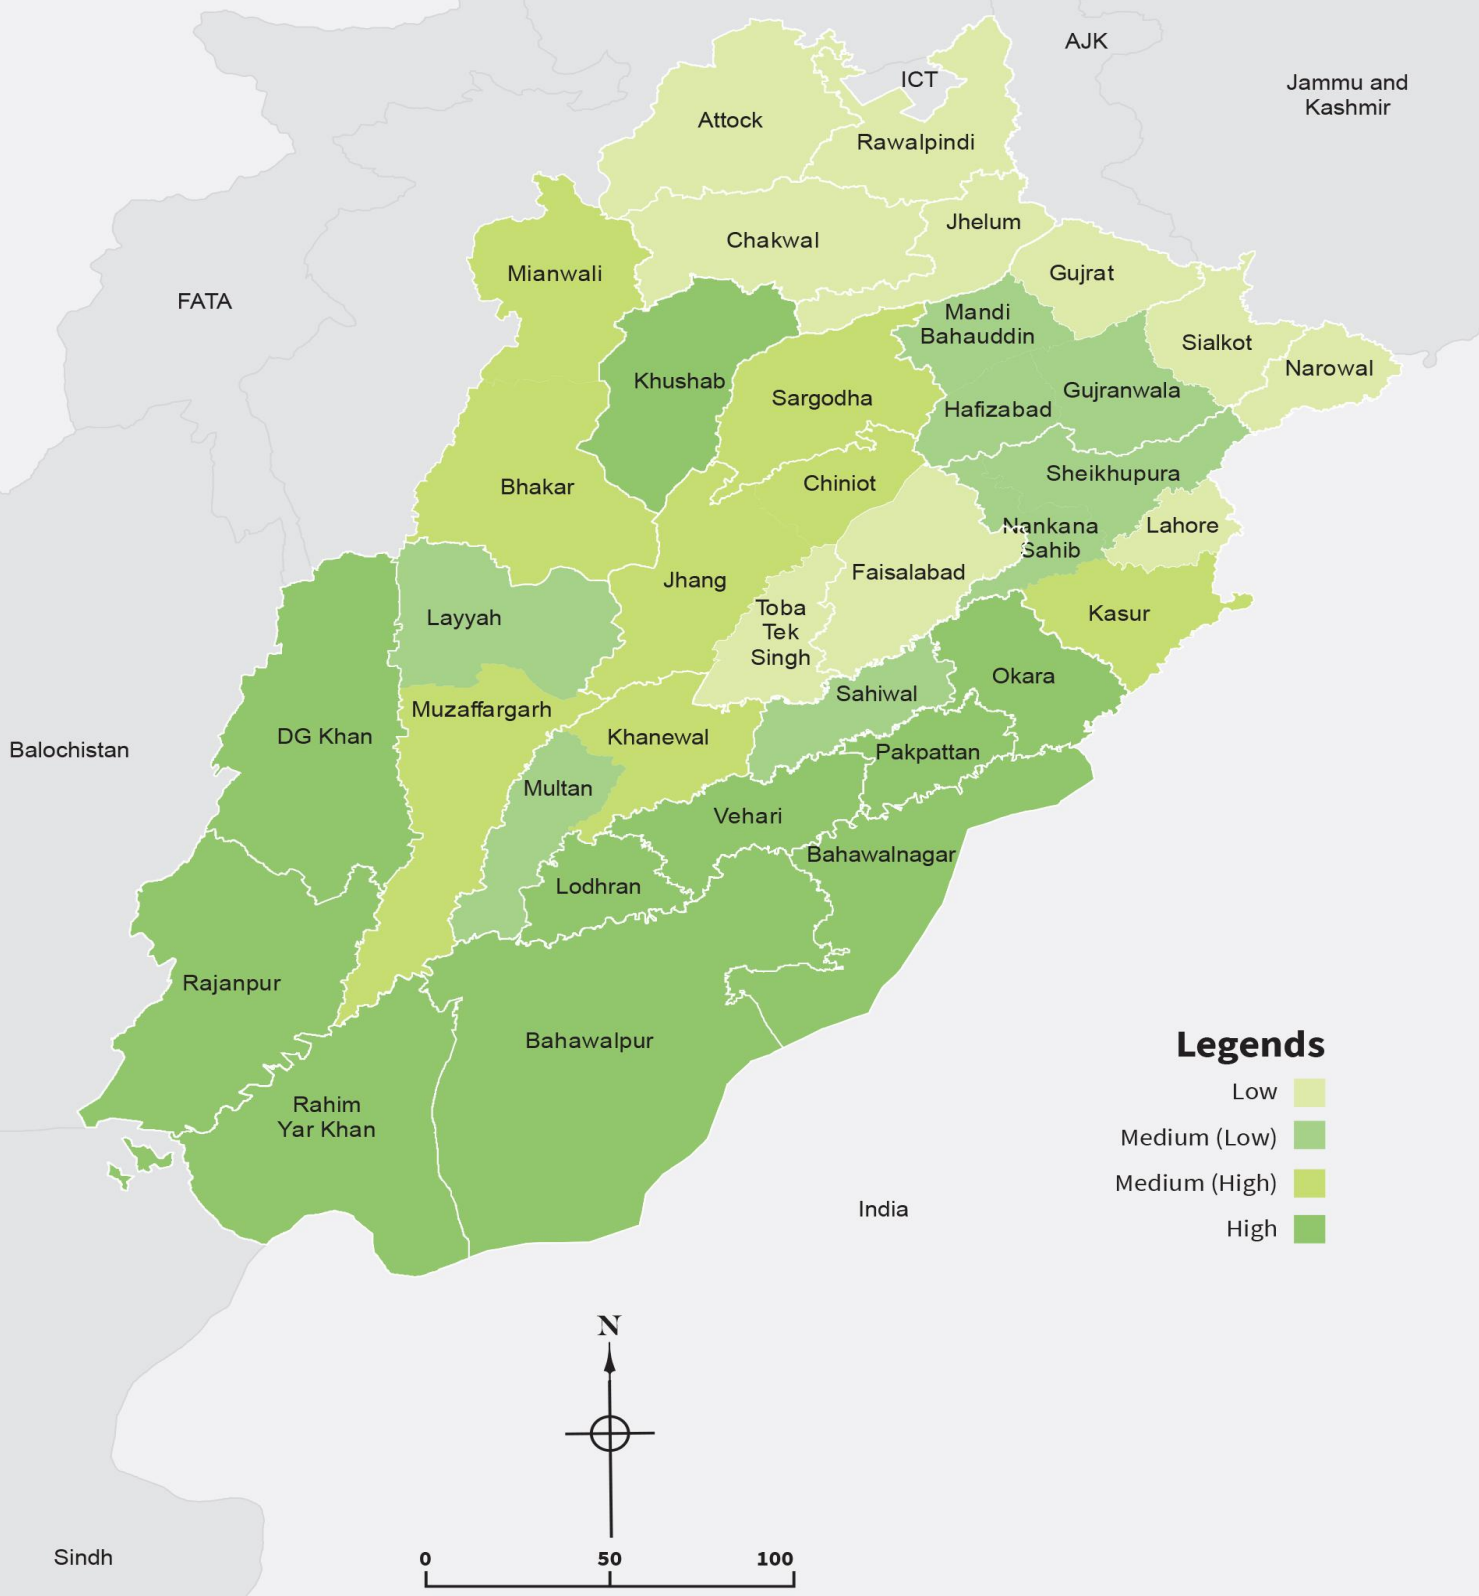 AJK
ICT
Jammu and
Kashmir
Attock
Rawalpindi
Jhelum
Chakwal
Mianwali
Gujrat
FATA
Mandi
Bahauddin
Sialkot
Narowal
Khushab
Sargodha
Gujranwala
Hafizabad
Sheikhupura
Bhakar
Chiniot
Nankana
Sahib
Lahore
Faisalabad
Jhang
Toba
Tek
Singh
Kasur
Layyah
Okara
Sahiwal
Muzaffargarh
DG Khan
Khanewal
Balochistan
Pakpattan
Multan
Vehari
Bahawalnagar
Lodhran
Rajanpur
Bahawalpur
Rahim
Yar Khan
India
Legends
Low
Medium (Low)
Medium (High)
High
N
Sindh
0 50 100